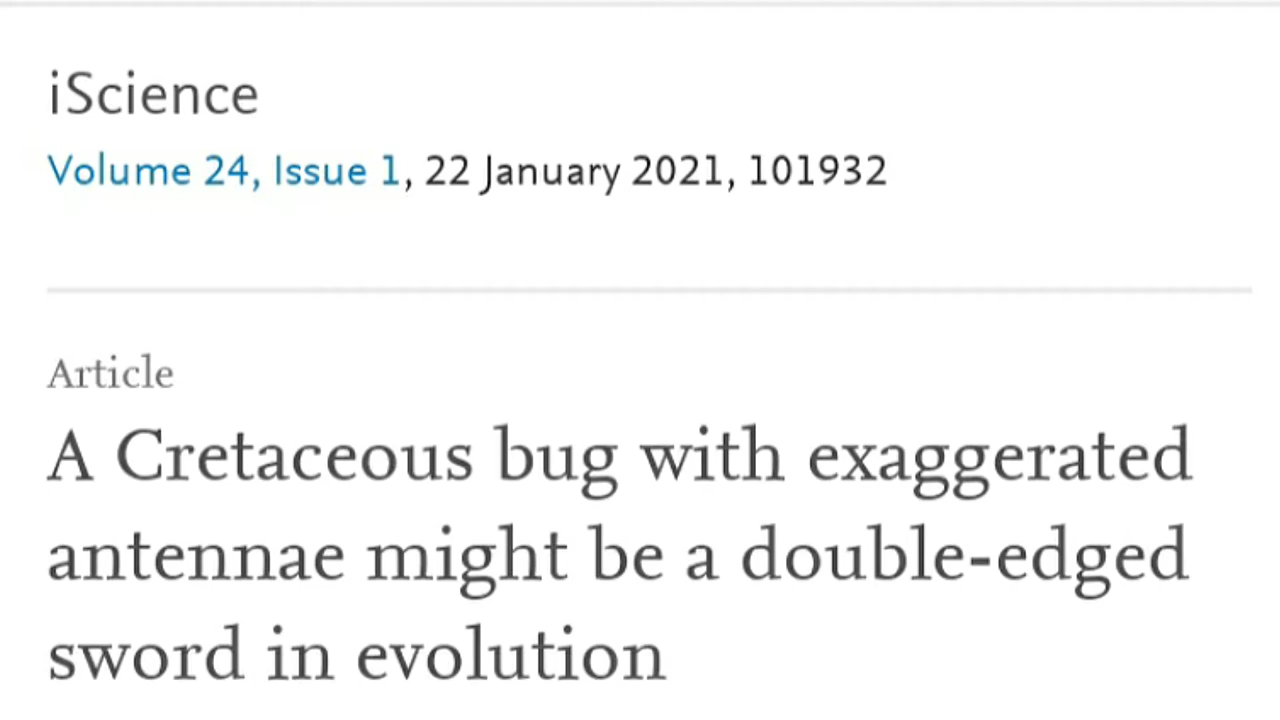 iScience
Volume 24, Issue 1, 22 January 2021, 101932
Article
A Cretaceous bug with exaggerated
antennae might be a double-edged
sword in evolution